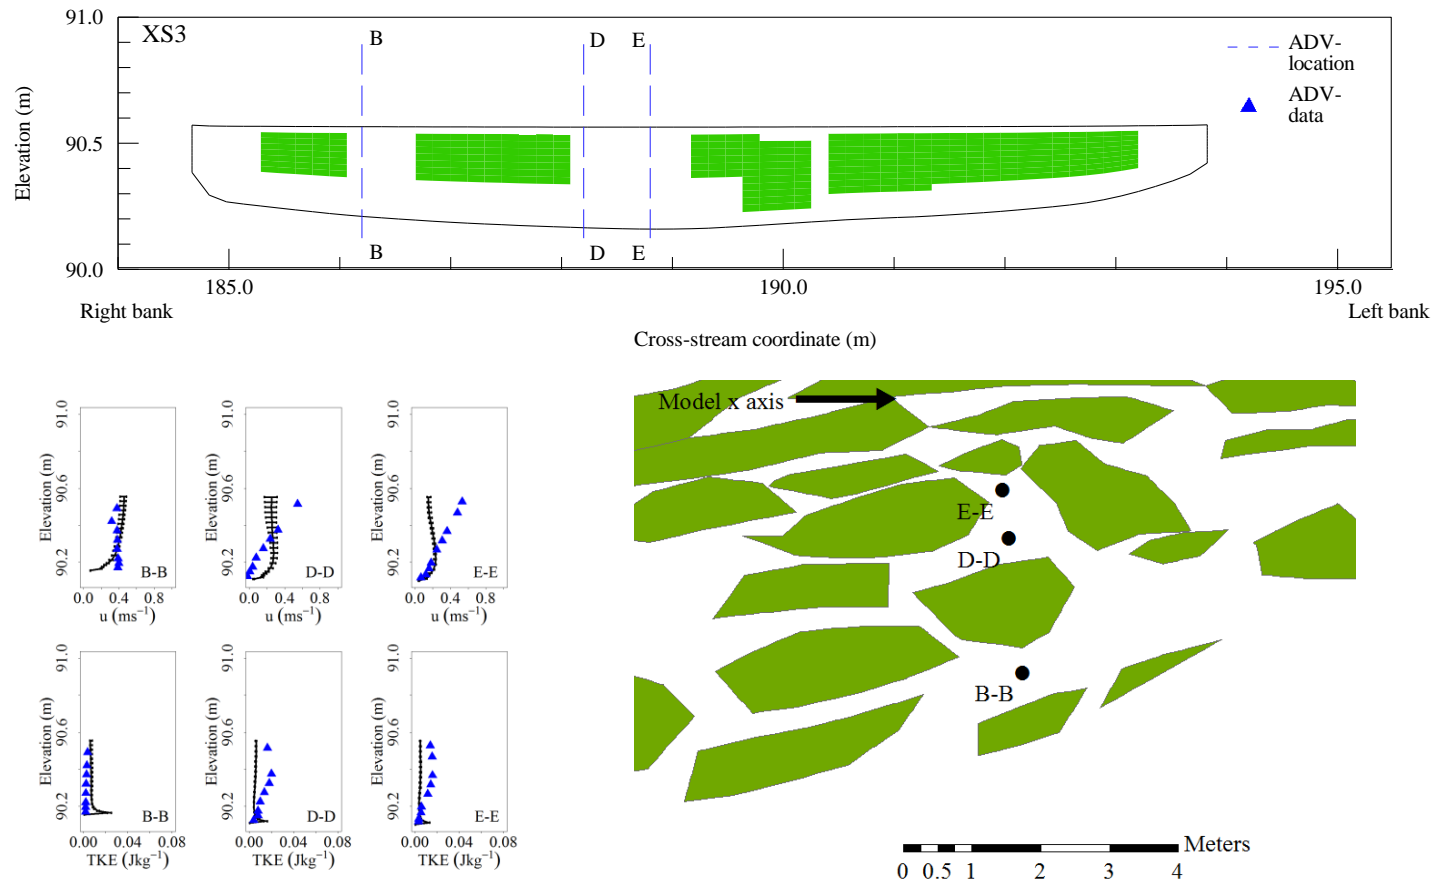 91.0
XS3
B
D
E
ADV-
location
ADV-
data
Elevation (m)
90.5
B
D
E
90.0
185.0
190.0
195.0
Right bank
Left bank
Cross-stream coordinate (m)
91.0
90.6
90.2
Elevation (m)
B-B
0.0
0.4
0.8
u (ms⁻¹)
91.0
90.6
90.2
Elevation (m)
D-D
0.0
0.4
0.8
u (ms⁻¹)
91.0
90.6
90.2
Elevation (m)
E-E
0.0
0.4
0.8
u (ms⁻¹)
91.0
90.6
90.2
Elevation (m)
B-B
0.00
0.04
0.08
TKE (Jkg⁻¹)
91.0
90.6
90.2
Elevation (m)
D-D
0.00
0.04
0.08
TKE (Jkg⁻¹)
91.0
90.6
90.2
Elevation (m)
E-E
0.00
0.04
0.08
TKE (Jkg⁻¹)
Model x axis
E-E
D-D
B-B
Meters
0 0.5 1 2 3 4